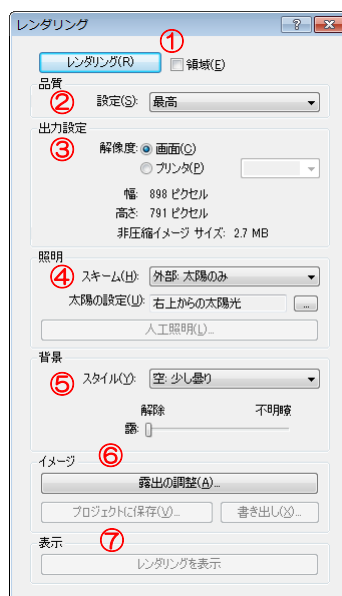 レンダリング
①
レンダリング(R) 領域(E)
品質
② 設定(S): 最高
出力設定
③ 解像度: 画面(C)
プリンタ(P)
幅: 898 ピクセル
高さ: 791 ピクセル
非圧縮イメージ サイズ: 2.7 MB
照明
④ スキーム(H): 外部: 太陽のみ
太陽の設定(U): 右上からの太陽光 ...
人工照明(L)...
背景
⑤ スタイル(Y): 空: 少し曇り
解除 不明瞭
露:
イメージ ⑥
露出の調整(A)...
プロジェクトに保存(V)... 書き出し(X)...
表示 ⑦
レンダリングを表示